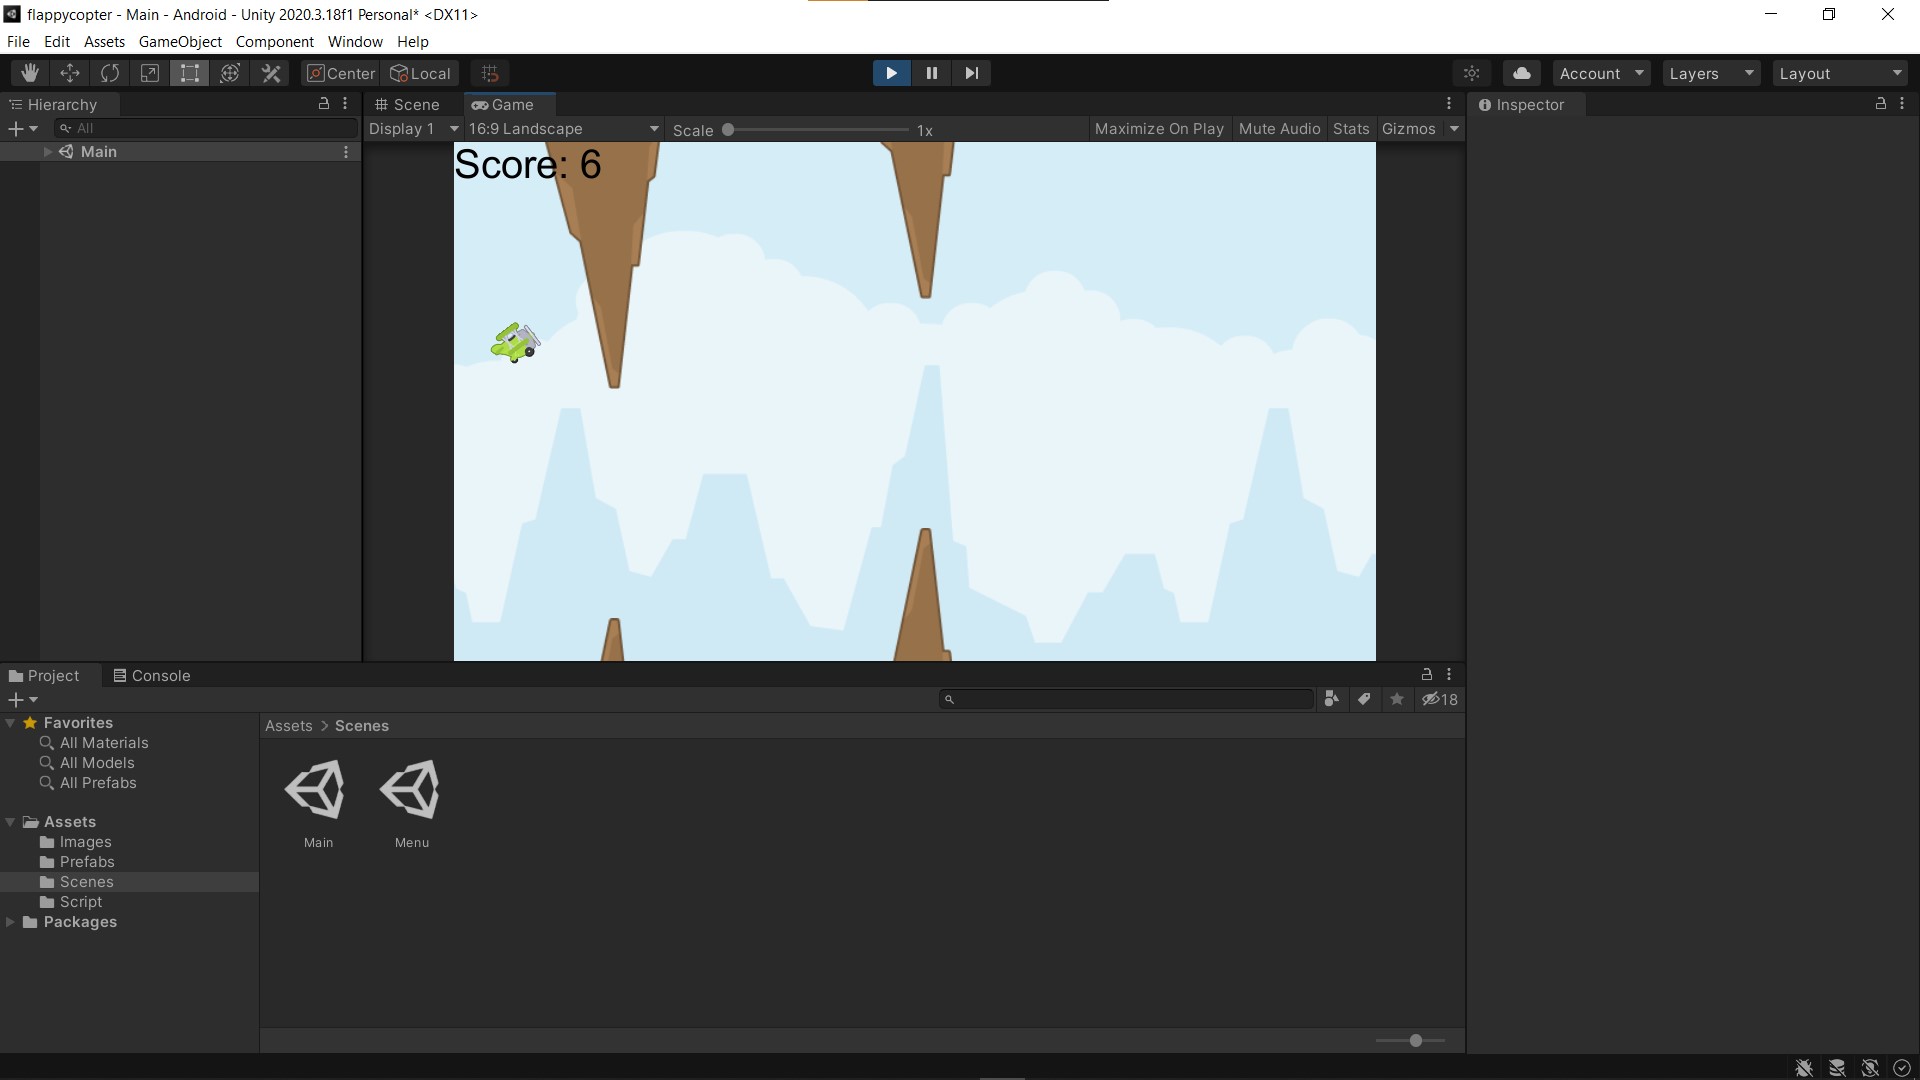 flappycopter - Main - Android - Unity 2020.3.18f1 Personal* <DX11>
File Edit Assets GameObject Component Window Help
Center Local Account Layers Layout
Hierarchy Scene Game Inspector
All Display 1 16:9 Landscape Scale 1x Maximize On Play Mute Audio Stats Gizmos
Main
Score: 6
Project Console
18
Favorites
All Materials
All Models
All Prefabs
Assets
Images
Prefabs
Scenes
Script
Packages
Assets > Scenes
Main Menu